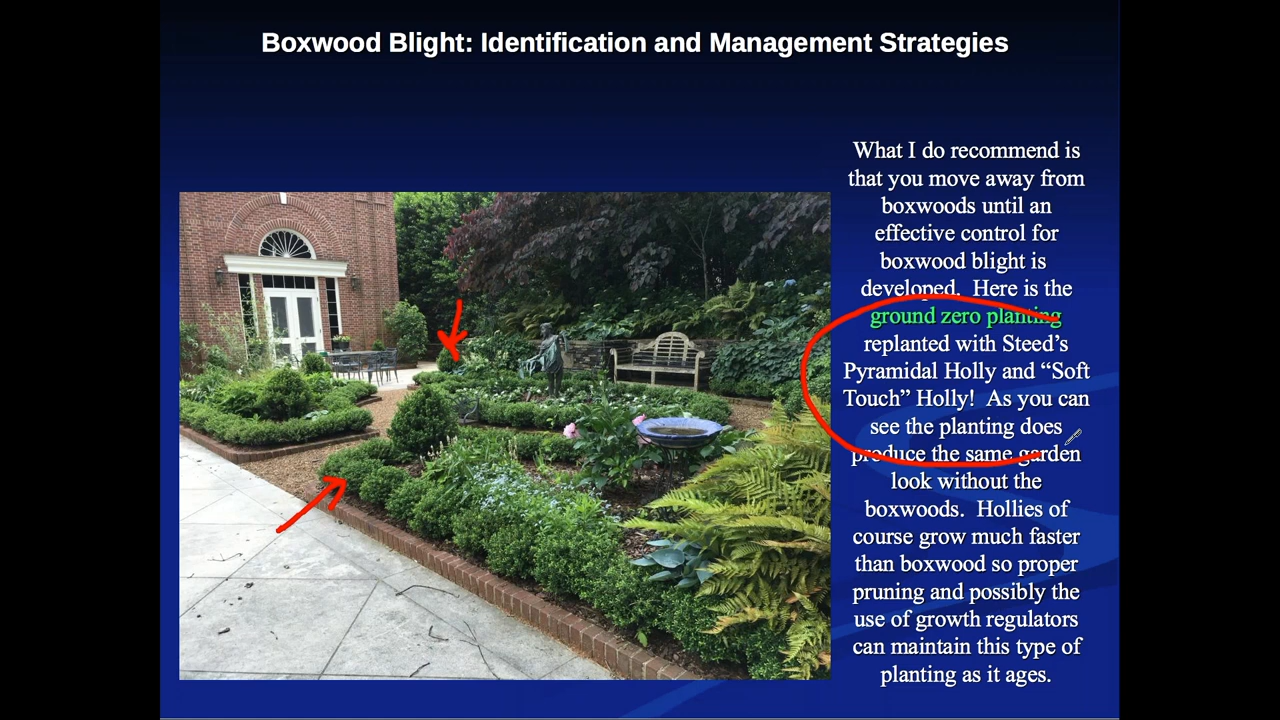 Boxwood Blight: Identification and Management Strategies
What I do recommend is
that you move away from
boxwoods until an
effective control for
boxwood blight is
developed.  Here is the
ground zero planting
replanted with Steed’s
Pyramidal Holly and “Soft
Touch” Holly!  As you can
see the planting does
produce the same garden
look without the
boxwoods.  Hollies of
course grow much faster
than boxwood so proper
pruning and possibly the
use of growth regulators
can maintain this type of
planting as it ages.